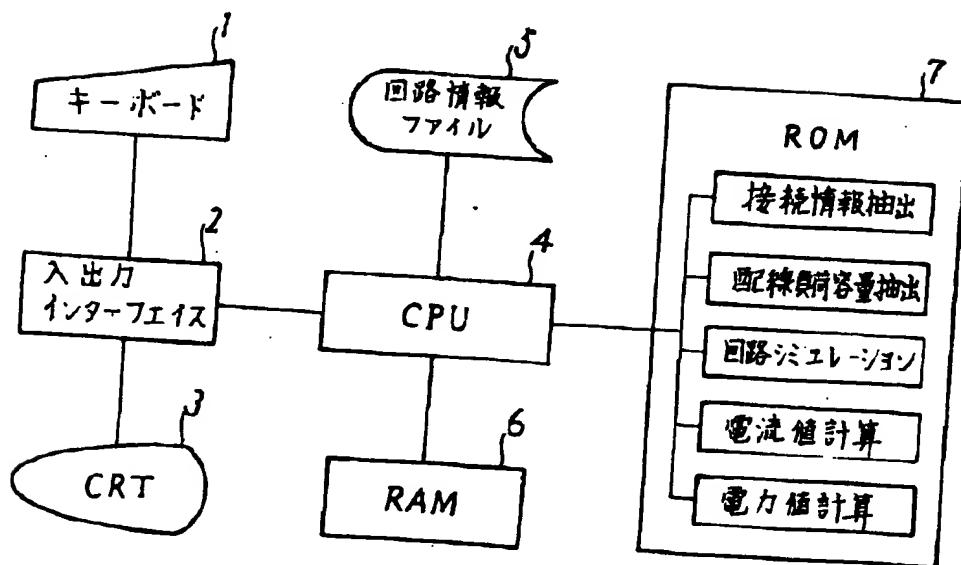 1
キーボード
2
入出力
インターフェイス
3
CRT
5
回路情報
ファイル
4
CPU
6
RAM
7
ROM
接続情報抽出
配線負荷容量抽出
回路シミュレーション
電流値計算
電力値計算